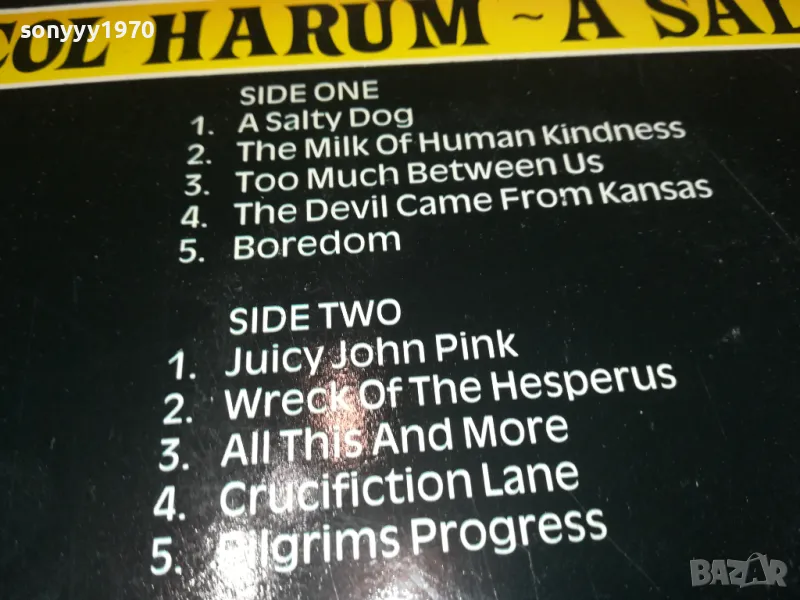 sonyyy1970
COL HARUM ~ A SAL
SIDE ONE
1. A Salty Dog
2. The Milk Of Human Kindness
3. Too Much Between Us
4. The Devil Came From Kansas
5. Boredom
SIDE TWO
1. Juicy John Pink
2. Wreck Of The Hesperus
3. All This And More
4. Crucifiction Lane
5. Pilgrims Progress
BAZAR